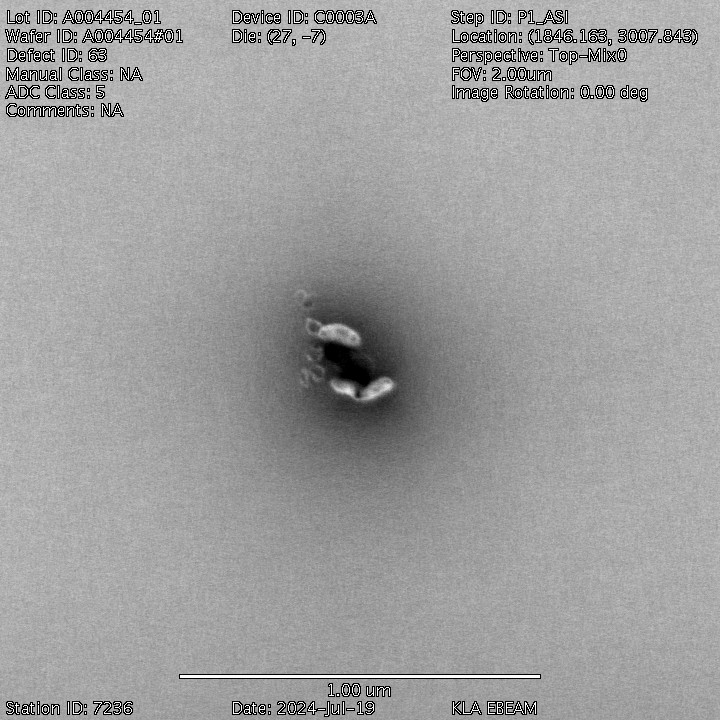 Lot ID: A004454_01
Wafer ID: A004454#01
Defect ID: 63
Manual Class: NA
ADC Class: 5
Comments: NA
Device ID: C0003A
Die: (27, -7)
Step ID: P1_ASI
Location: (1846.163, 3007.843)
Perspective: Top-Mix0
FOV: 2.00um
Image Rotation: 0.00 deg
1.00 um
Station ID: 7236
Date: 2024-Jul-19
KLA EBEAM